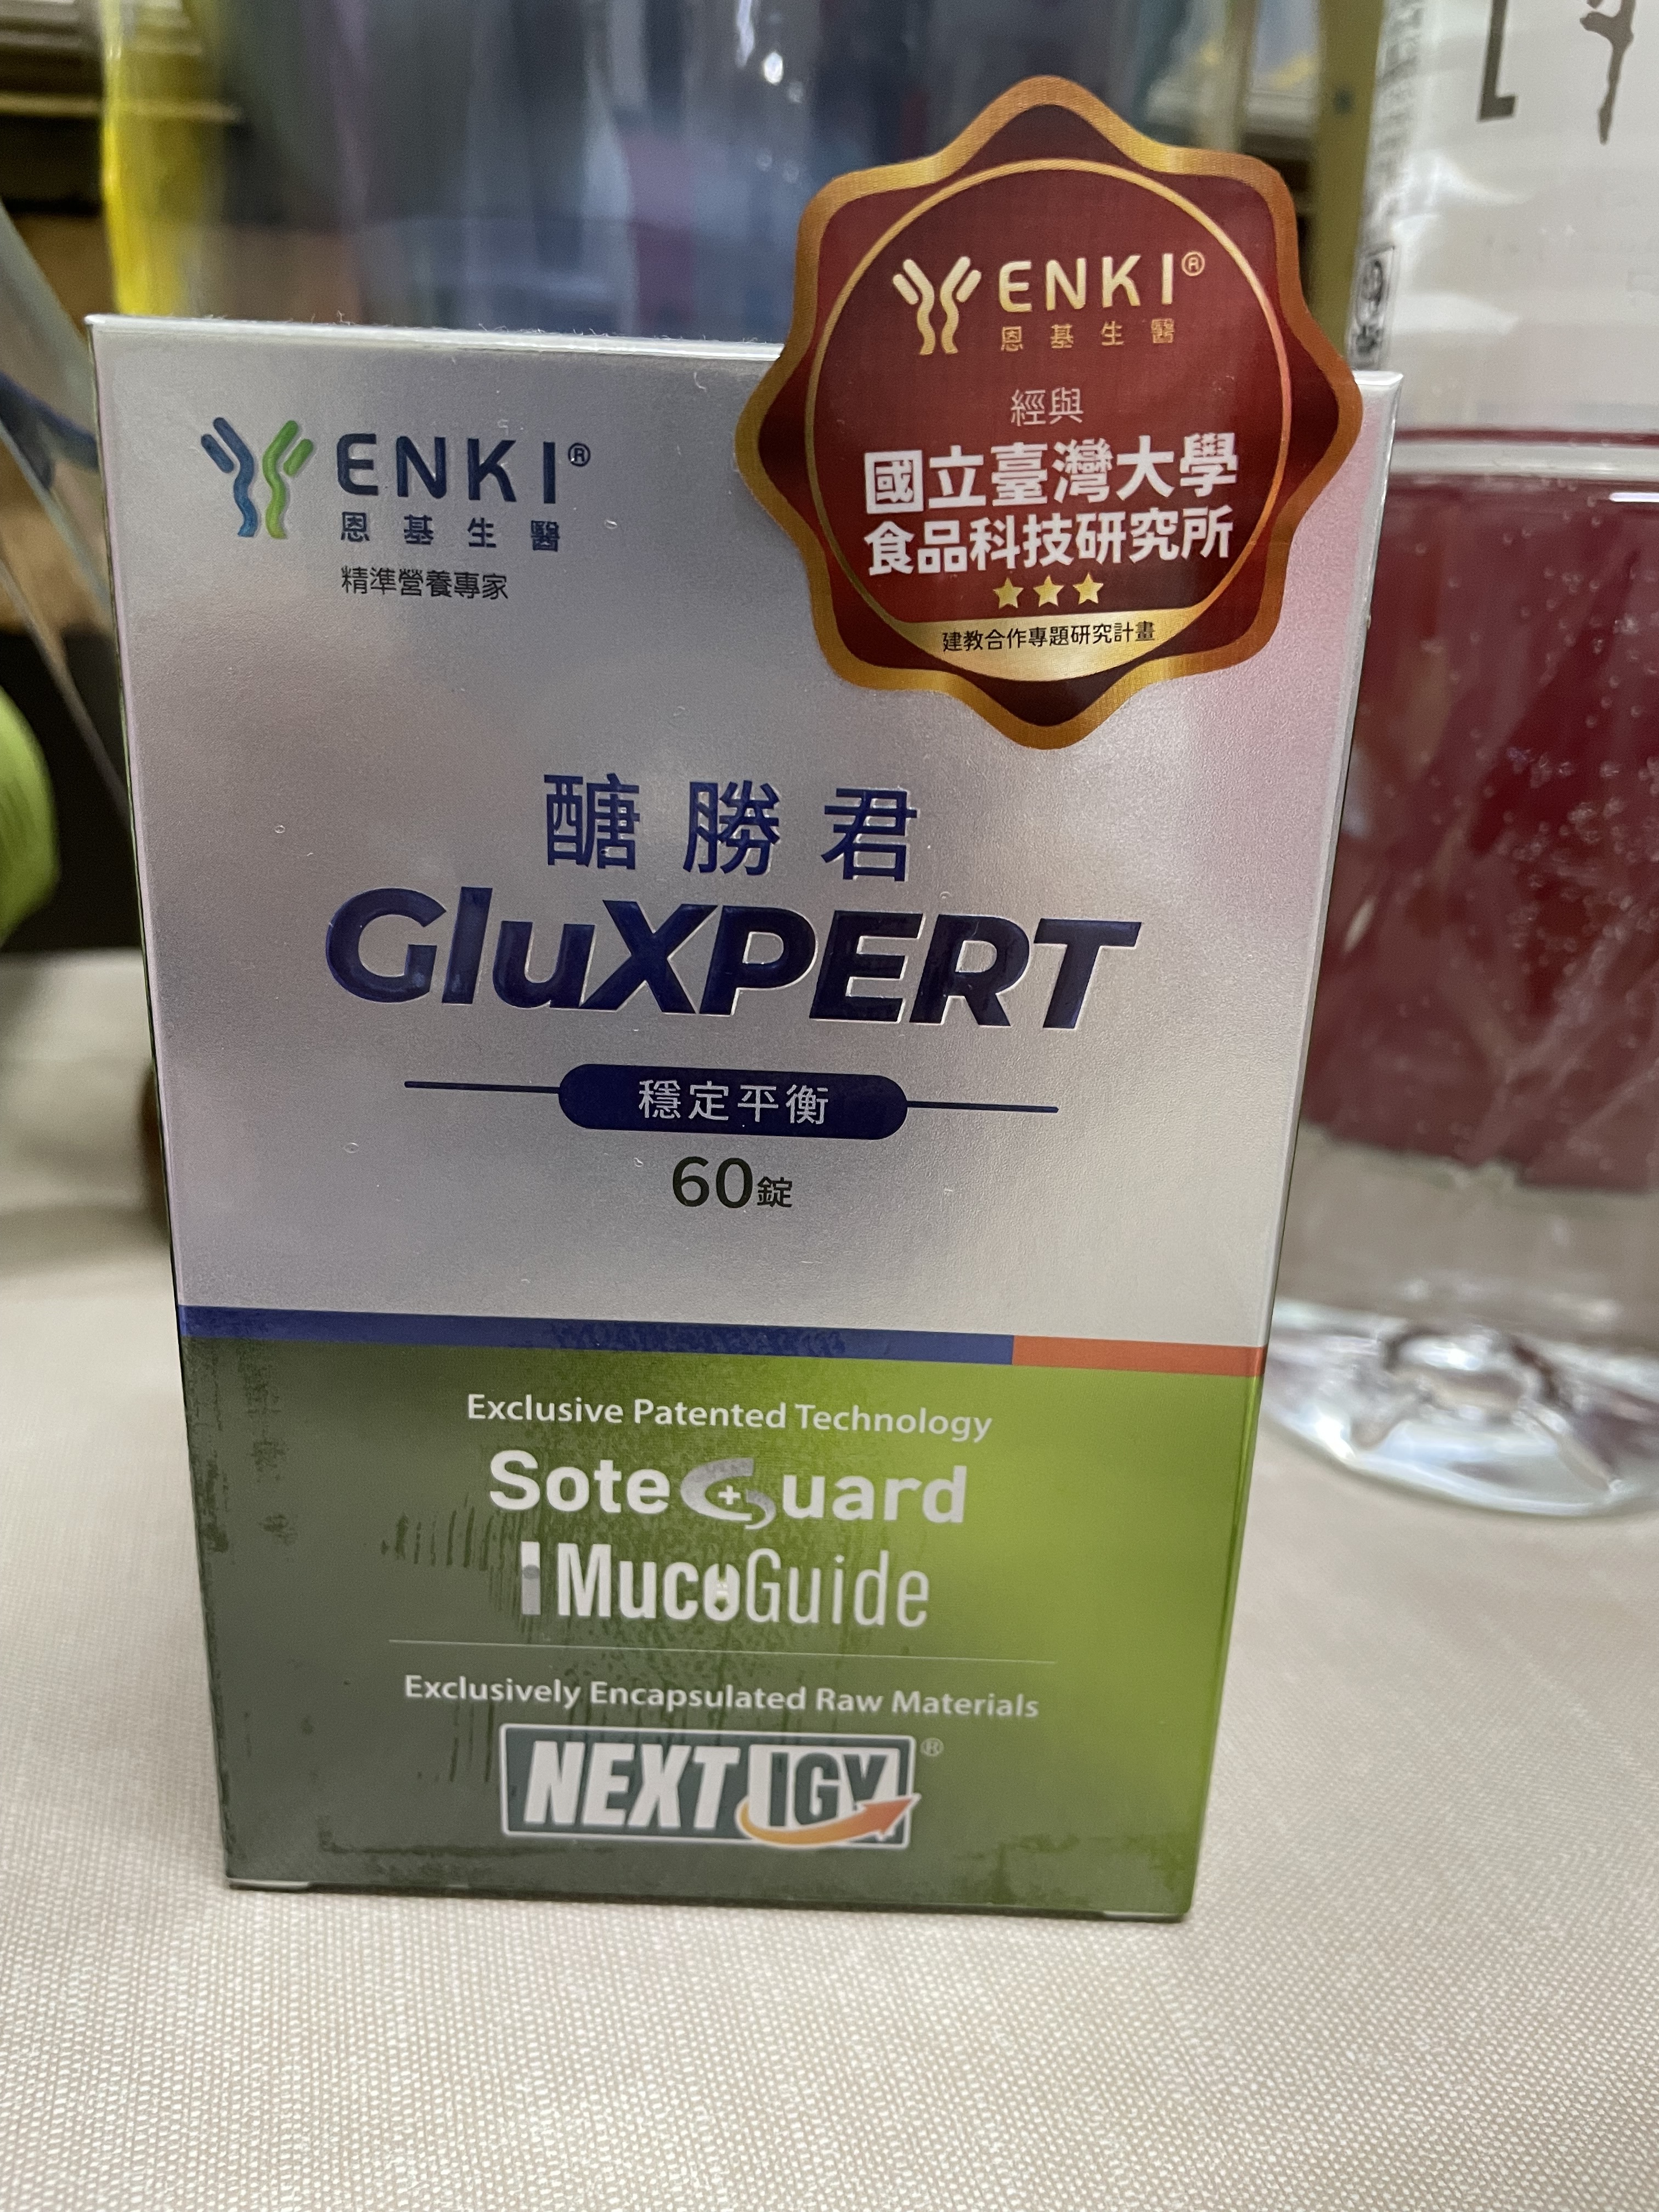 ENKI®
恩基生醫
經與
國立臺灣大學
食品科技研究所
建教合作專題研究計畫
ENKI®
恩基生醫
精準營養專家
醣勝君
GluXPERT
穩定平衡
60錠
Exclusive Patented Technology
SoteGuard
MucoGuide
Exclusively Encapsulated Raw Materials
NEXT IGY®